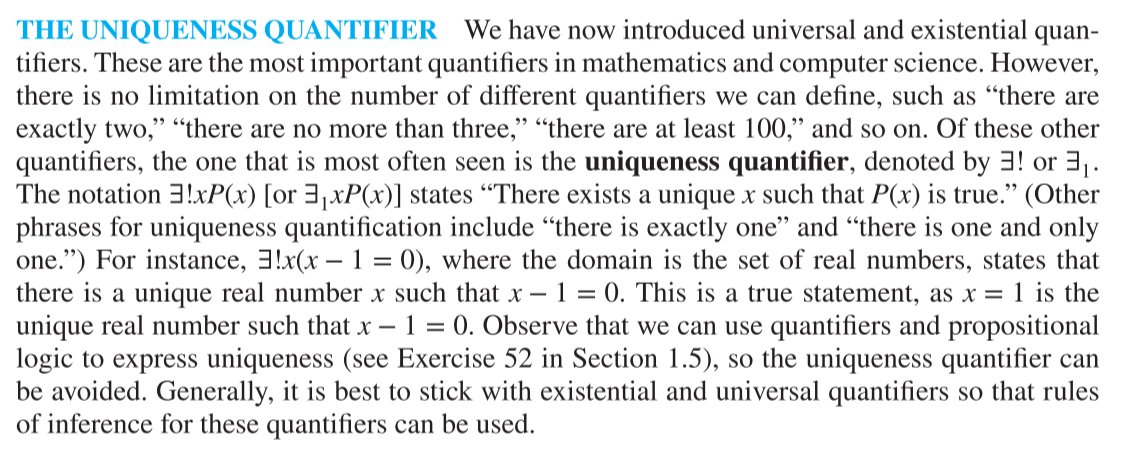 THE UNIQUENESS QUANTIFIER We have now introduced universal and existential quan-
tifiers. These are the most important quantifiers in mathematics and computer science. However,
there is no limitation on the number of different quantifiers we can define, such as “there are
exactly two,” “there are no more than three,” “there are at least 100,” and so on. Of these other
quantifiers, the one that is most often seen is the uniqueness quantifier, denoted by ∃! or ∃₁.
The notation ∃!xP(x) [or ∃₁xP(x)] states “There exists a unique x such that P(x) is true.” (Other
phrases for uniqueness quantification include “there is exactly one” and “there is one and only
one.”) For instance, ∃!x(x − 1 = 0), where the domain is the set of real numbers, states that
there is a unique real number x such that x − 1 = 0. This is a true statement, as x = 1 is the
unique real number such that x − 1 = 0. Observe that we can use quantifiers and propositional
logic to express uniqueness (see Exercise 52 in Section 1.5), so the uniqueness quantifier can
be avoided. Generally, it is best to stick with existential and universal quantifiers so that rules
of inference for these quantifiers can be used.